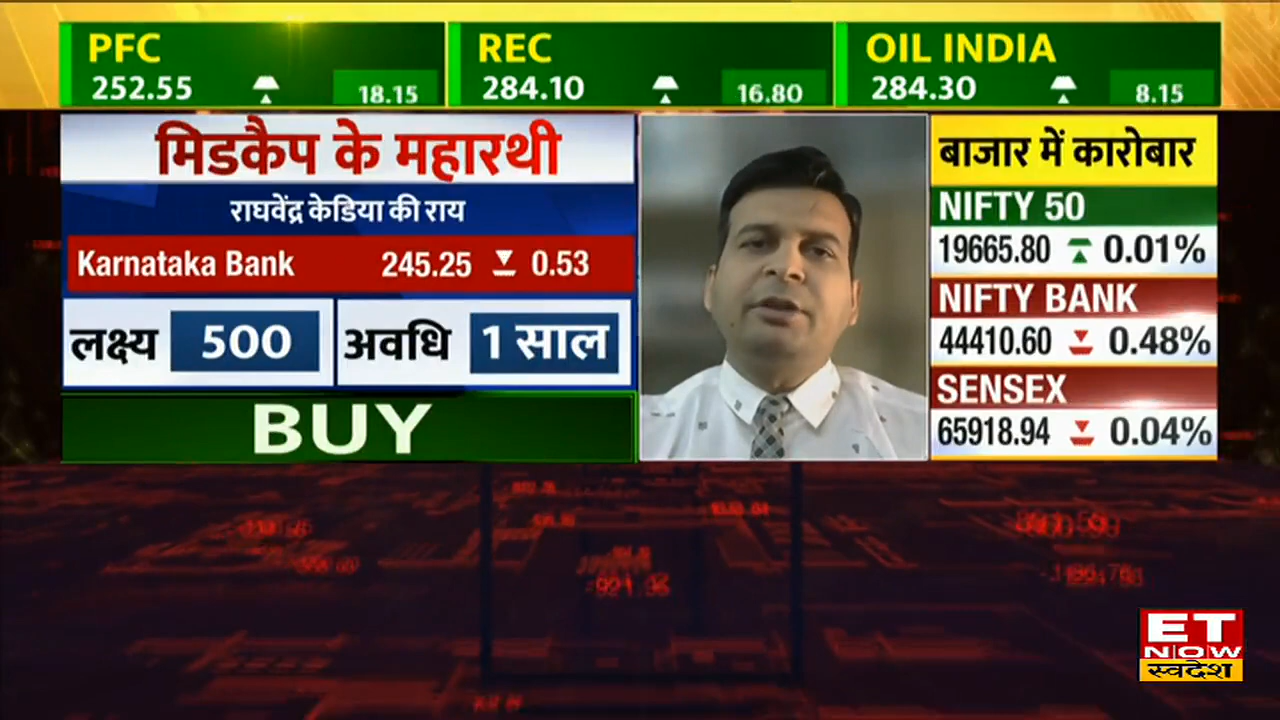 PFC
252.55 18.15
REC
284.10 16.80
OIL INDIA
284.30 8.15
मिडकैप के महारथी
राघवेंद्र केडिया की राय
Karnataka Bank 245.25 0.53
लक्ष्य 500 अवधि 1 साल
BUY
बाजार में कारोबार
NIFTY 50
19665.80 0.01%
NIFTY BANK
44410.60 0.48%
SENSEX
65918.94 0.04%
-921.96
ET
NOW
स्वदेश